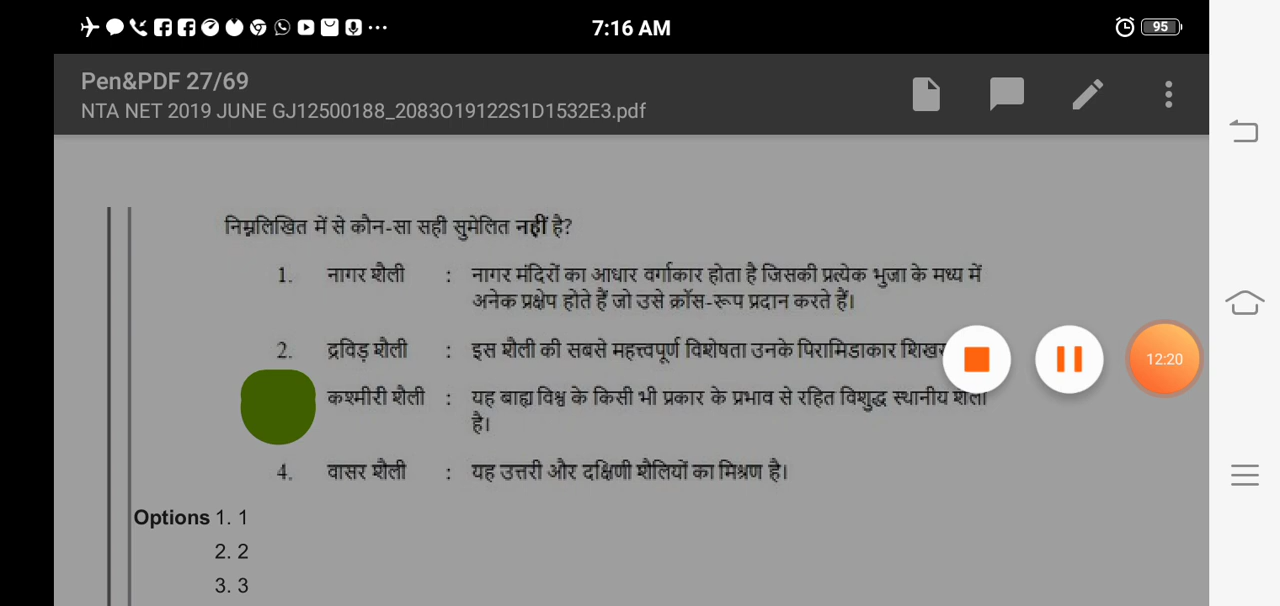 7:16 AM
95
Pen&PDF 27/69
NTA NET 2019 JUNE GJ12500188_2083O19122S1D1532E3.pdf
निम्नलिखित में से कौन-सा सही सुमेलित नहीं है?
1. नागर शैली : नागर मंदिरों का आधार वर्गाकार होता है जिसकी प्रत्येक भुजा के मध्य में
अनेक प्रक्षेप होते हैं जो उसे क्रॉस-रूप प्रदान करते हैं।
2. द्रविड़ शैली : इस शैली की सबसे महत्त्वपूर्ण विशेषता उनके पिरामिडाकार
12:20
कश्मीरी शैली : यह बाह्य विश्व के किसी भी प्रकार के प्रभाव से रहित विशुद्ध स्थानीय शैली
है।
4. वासर शैली : यह उत्तरी और दक्षिणी शैलियों का मिश्रण है।
Options 1. 1
2. 2
3. 3